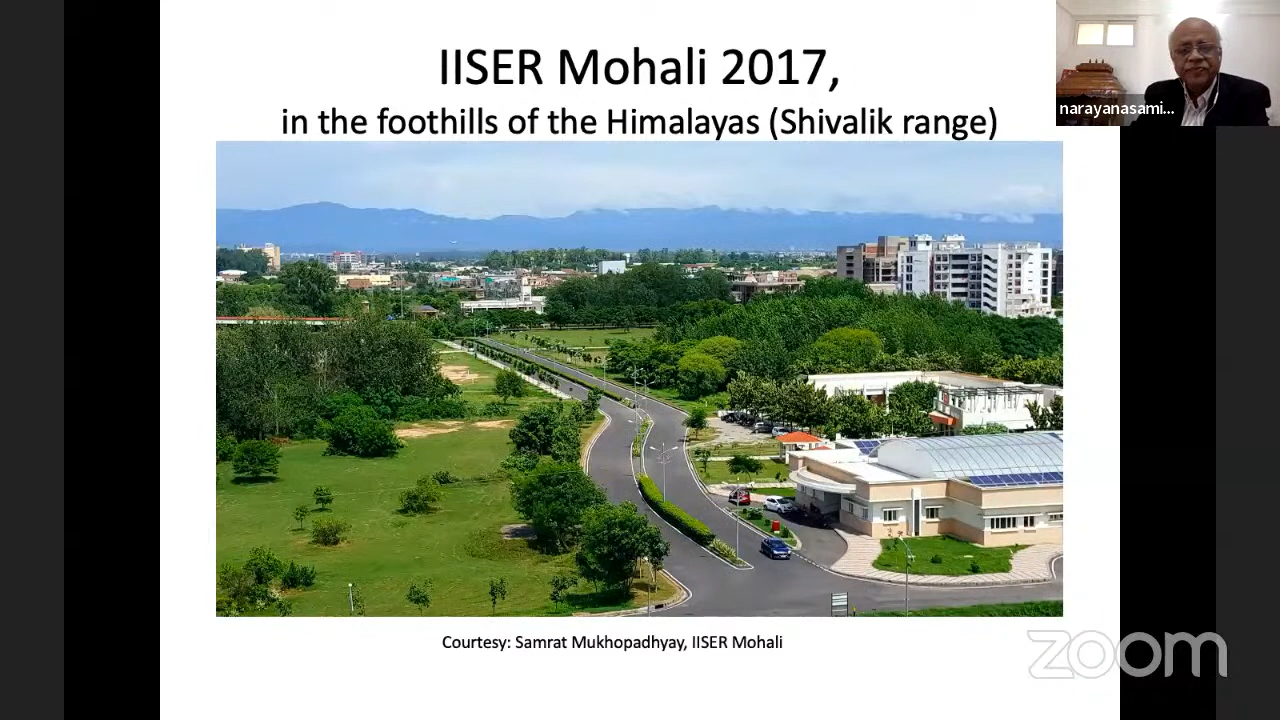 IISER Mohali 2017,
in the foothills of the Himalayas (Shivalik range)
narayanasami...
Courtesy: Samrat Mukhopadhyay, IISER Mohali
zoom